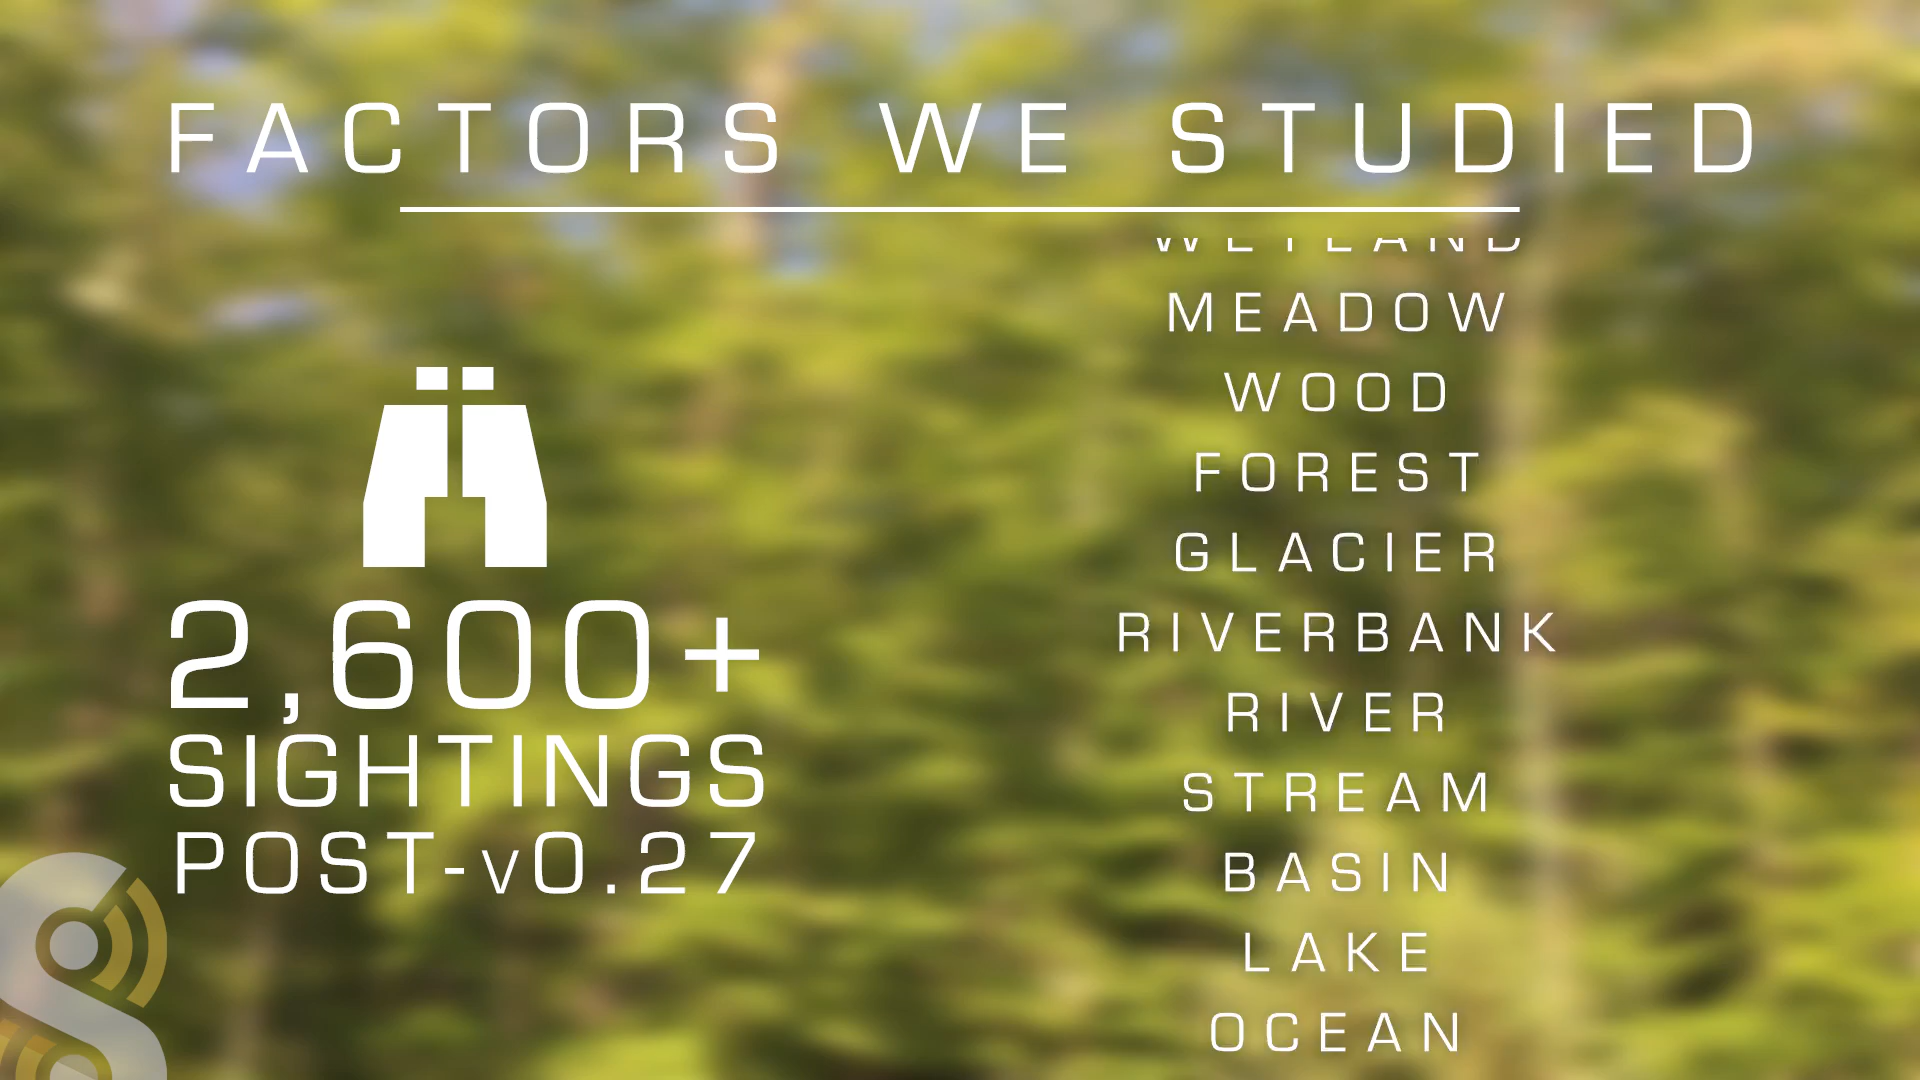 FACTORS WE STUDIED
2,600+
SIGHTINGS
POST-v0.27
WETLAND
MEADOW
WOOD
FOREST
GLACIER
RIVERBANK
RIVER
STREAM
BASIN
LAKE
OCEAN